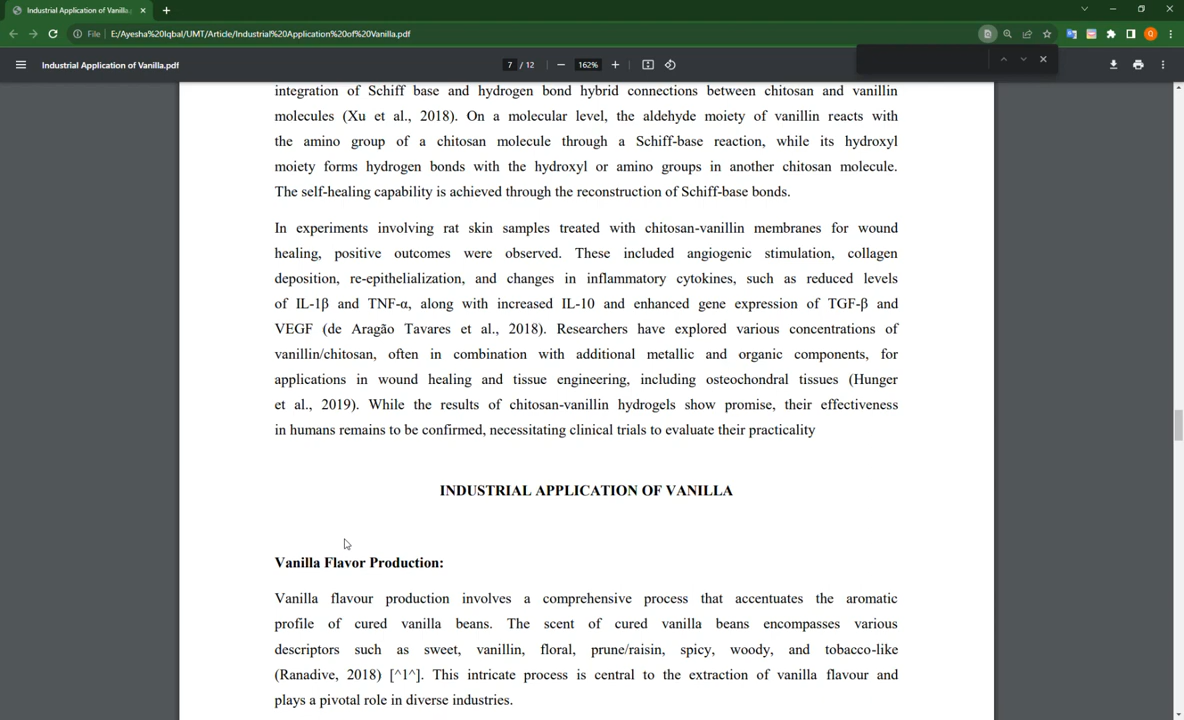 Industrial Application of Vanilla.
File
E:/Ayesha%20Iqbal/UMT/Article/Industrial%20Application%20of%20Vanilla.pdf
Industrial Application of Vanilla.pdf
7 / 12
162%
integration of Schiff base and hydrogen bond hybrid connections between chitosan and vanillin
molecules (Xu et al., 2018). On a molecular level, the aldehyde moiety of vanillin reacts with
the amino group of a chitosan molecule through a Schiff-base reaction, while its hydroxyl
moiety forms hydrogen bonds with the hydroxyl or amino groups in another chitosan molecule.
The self-healing capability is achieved through the reconstruction of Schiff-base bonds.
In experiments involving rat skin samples treated with chitosan-vanillin membranes for wound
healing, positive outcomes were observed. These included angiogenic stimulation, collagen
deposition, re-epithelialization, and changes in inflammatory cytokines, such as reduced levels
of IL-1β and TNF-α, along with increased IL-10 and enhanced gene expression of TGF-β and
VEGF (de Aragão Tavares et al., 2018). Researchers have explored various concentrations of
vanillin/chitosan, often in combination with additional metallic and organic components, for
applications in wound healing and tissue engineering, including osteochondral tissues (Hunger
et al., 2019). While the results of chitosan-vanillin hydrogels show promise, their effectiveness
in humans remains to be confirmed, necessitating clinical trials to evaluate their practicality
INDUSTRIAL APPLICATION OF VANILLA
Vanilla Flavor Production:
Vanilla flavour production involves a comprehensive process that accentuates the aromatic
profile of cured vanilla beans. The scent of cured vanilla beans encompasses various
descriptors such as sweet, vanillin, floral, prune/raisin, spicy, woody, and tobacco-like
(Ranadive, 2018) [^1^]. This intricate process is central to the extraction of vanilla flavour and
plays a pivotal role in diverse industries.